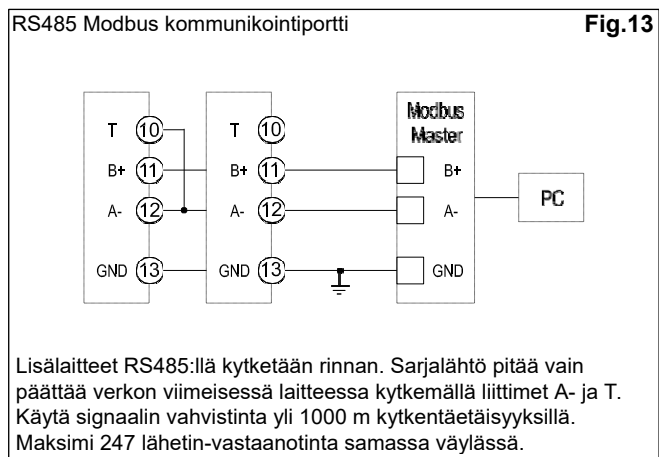 RS485 Modbus kommunikointiportti Fig.13
Modbus
Master
T 10 T 10
B+ 11 B+ 11 B+
A- 12 A- 12 A- PC
GND 13 GND 13 GND
Lisälaitteet RS485:llä kytketään rinnan. Sarjalähtö pitää vain
päättää verkon viimeisessä laitteessa kytkemällä liittimet A- ja T.
Käytä signaalin vahvistinta yli 1000 m kytkentäetäisyyksillä.
Maksimi 247 lähetin-vastaanotinta samassa väylässä.